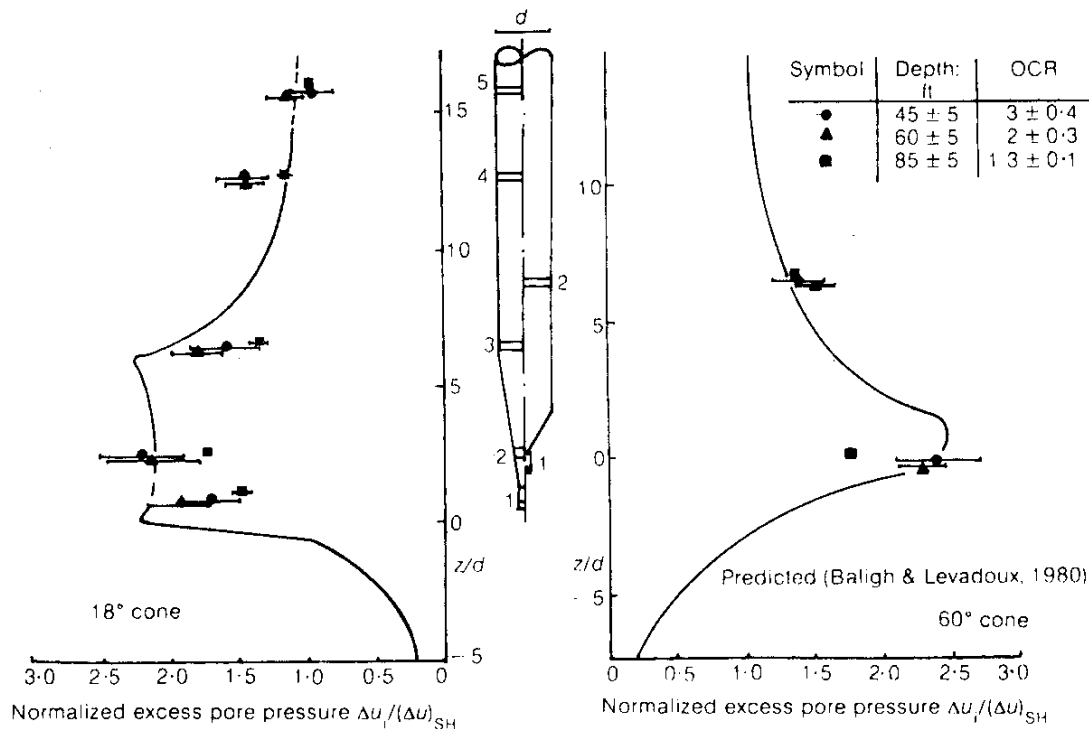 d
Symbol Depth: ft OCR
45 ± 5 3 ± 0·4
60 ± 5 2 ± 0·3
85 ± 5 1 3 ± 0·1
15
10
5
0
z/d
- 5
5
4
3
2
1
2
1
10
5
0
z/d
- 5
18° cone
Predicted (Baligh & Levadoux, 1980)
60° cone
3·0 2·5 2·0 1·5 1·0 0·5 0
Normalized excess pore pressure Δuᵢ/(Δu)SH
0 0·5 1·0 1·5 2·0 2·5 3·0
Normalized excess pore pressure Δuᵢ/(Δu)SH